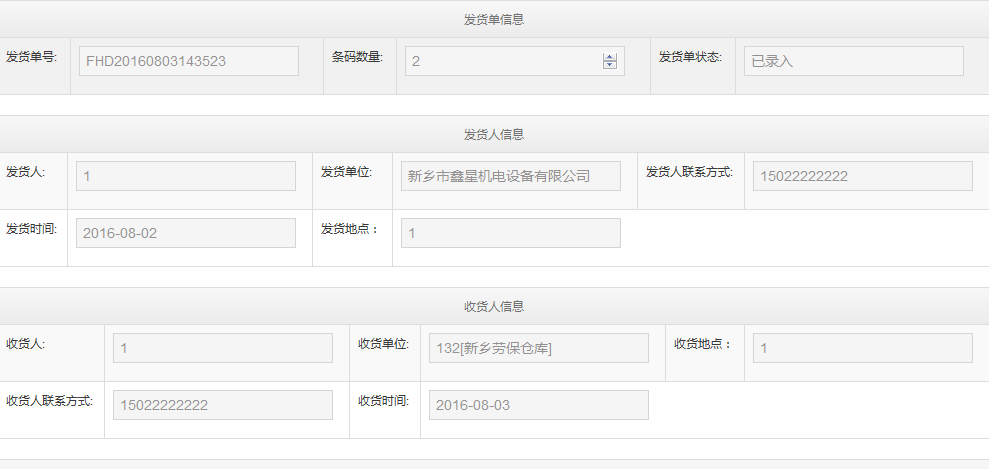 发货单信息
发货单号: FHD20160803143523 条码数量: 2 发货单状态: 已录入
发货人信息
发货人: 1 发货单位: 新乡市鑫星机电设备有限公司 发货人联系方式: 15022222222
发货时间: 2016-08-02 发货地点： 1
收货人信息
收货人: 1 收货单位: 132[新乡劳保仓库] 收货地点： 1
收货人联系方式: 15022222222 收货时间: 2016-08-03